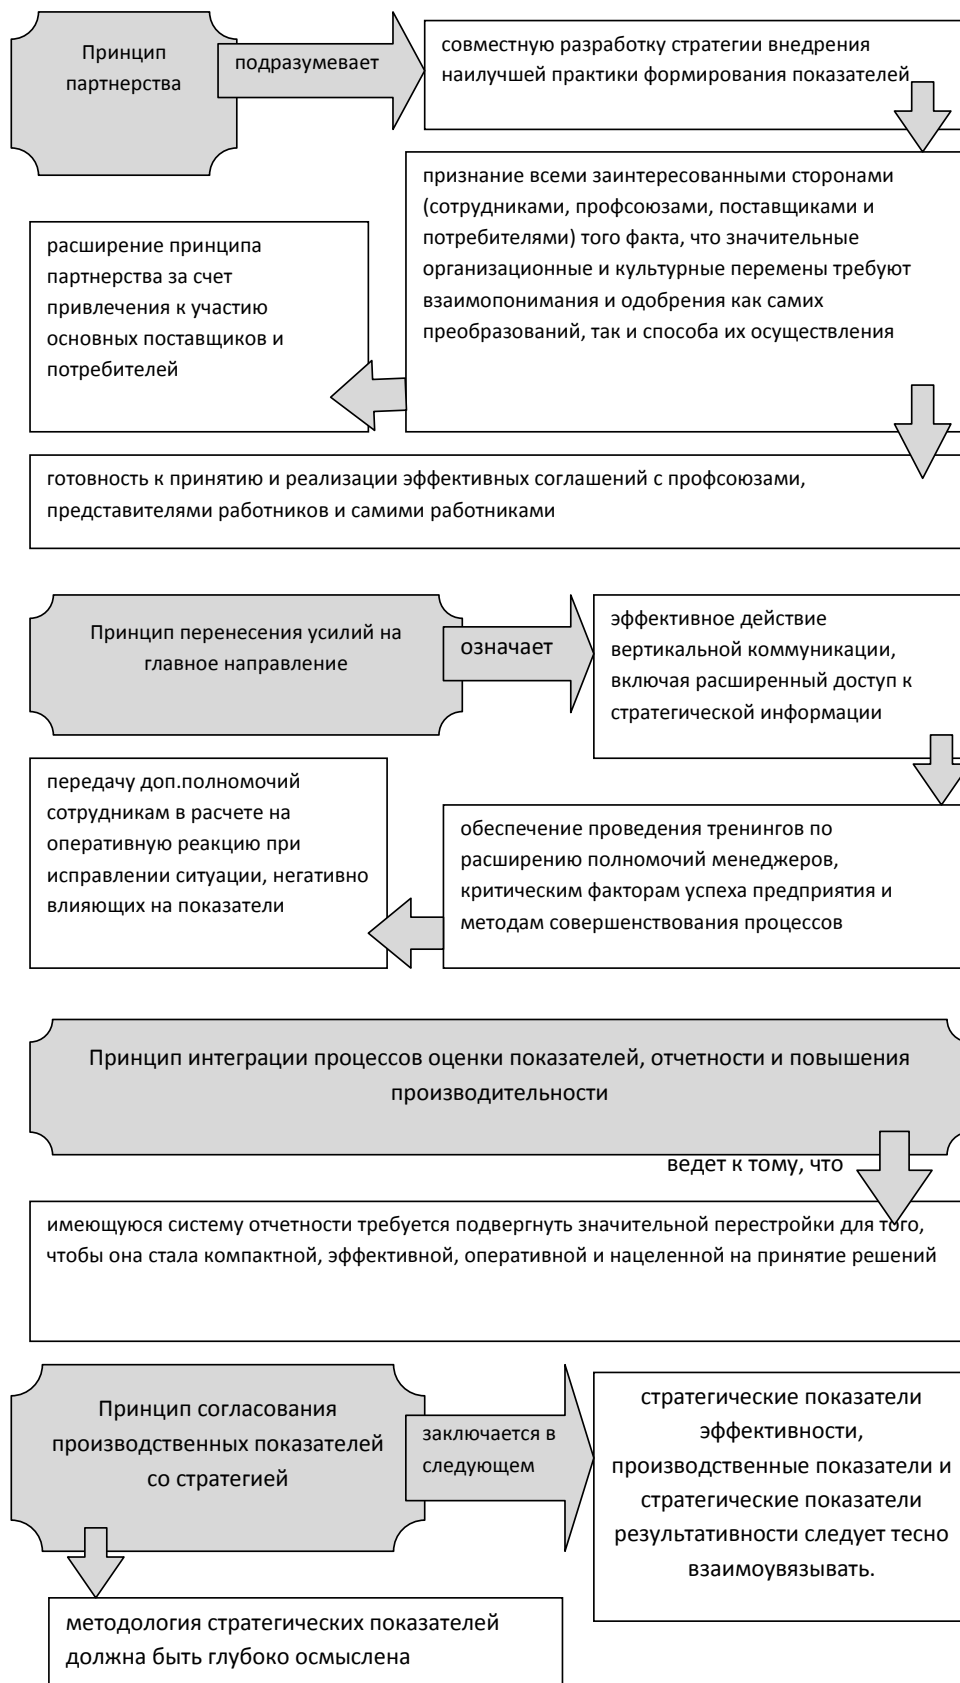 Принцип
партнерства
подразумевает
совместную разработку стратегии внедрения
наилучшей практики формирования показателей
признание всеми заинтересованными сторонами
(сотрудниками, профсоюзами, поставщиками и
потребителями) того факта, что значительные
организационные и культурные перемены требуют
взаимопонимания и одобрения как самих
преобразований, так и способа их осуществления
расширение принципа
партнерства за счет
привлечения к участию
основных поставщиков и
потребителей
готовность к принятию и реализации эффективных соглашений с профсоюзами,
представителями работников и самими работниками
Принцип перенесения усилий на
главное направление
означает
эффективное действие
вертикальной коммуникации,
включая расширенный доступ к
стратегической информации
передачу доп.полномочий
сотрудникам в расчете на
оперативную реакцию при
исправлении ситуации, негативно
влияющих на показатели
обеспечение проведения тренингов по
расширению полномочий менеджеров,
критическим факторам успеха предприятия и
методам совершенствования процессов
Принцип интеграции процессов оценки показателей, отчетности и повышения
производительности
ведет к тому, что
имеющуюся систему отчетности требуется подвергнуть значительной перестройки для того,
чтобы она стала компактной, эффективной, оперативной и нацеленной на принятие решений
Принцип согласования
производственных показателей
со стратегией
заключается в
следующем
стратегические показатели
эффективности,
производственные показатели и
стратегические показатели
результативности следует тесно
взаимоувязывать.
методология стратегических показателей
должна быть глубоко осмыслена